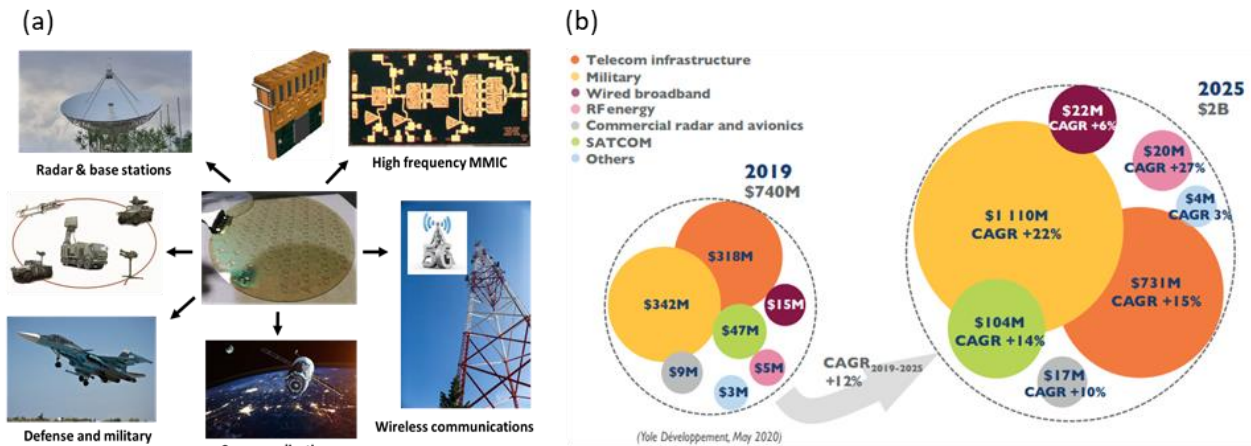 (a)
Radar & base stations
High frequency MMIC
5G
Wireless communications
Defense and military
(b)
Telecom infrastructure
Military
Wired broadband
RF energy
Commercial radar and avionics
SATCOM
Others
2019
$740M
$318M
$342M
$15M
$47M
$9M
$5M
$3M
CAGR 2019-2025
+12%
(Yole Développement, May 2020)
2025
$2B
$22M
CAGR +6%
$20M
CAGR +27%
$4M
CAGR 3%
$1 110M
CAGR +22%
$731M
CAGR +15%
$104M
CAGR +14%
$17M
CAGR +10%